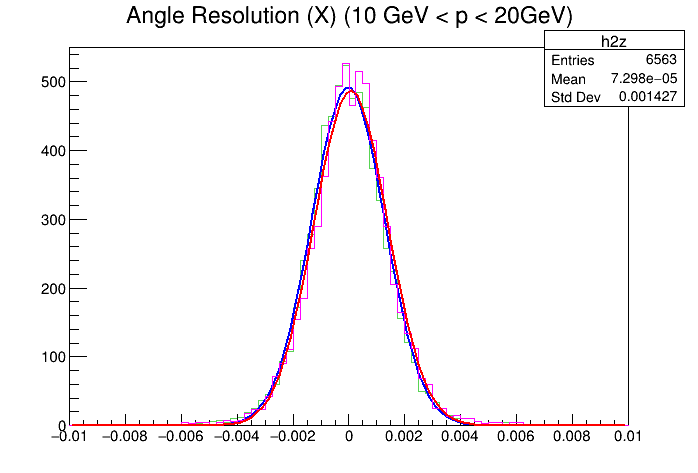 Angle Resolution (X) (10 GeV < p < 20GeV)
h2z
Entries 6563
Mean 7.298e−05
Std Dev 0.001427
500
400
300
200
100
0
−0.01 −0.008 −0.006 −0.004 −0.002 0 0.002 0.004 0.006 0.008 0.01